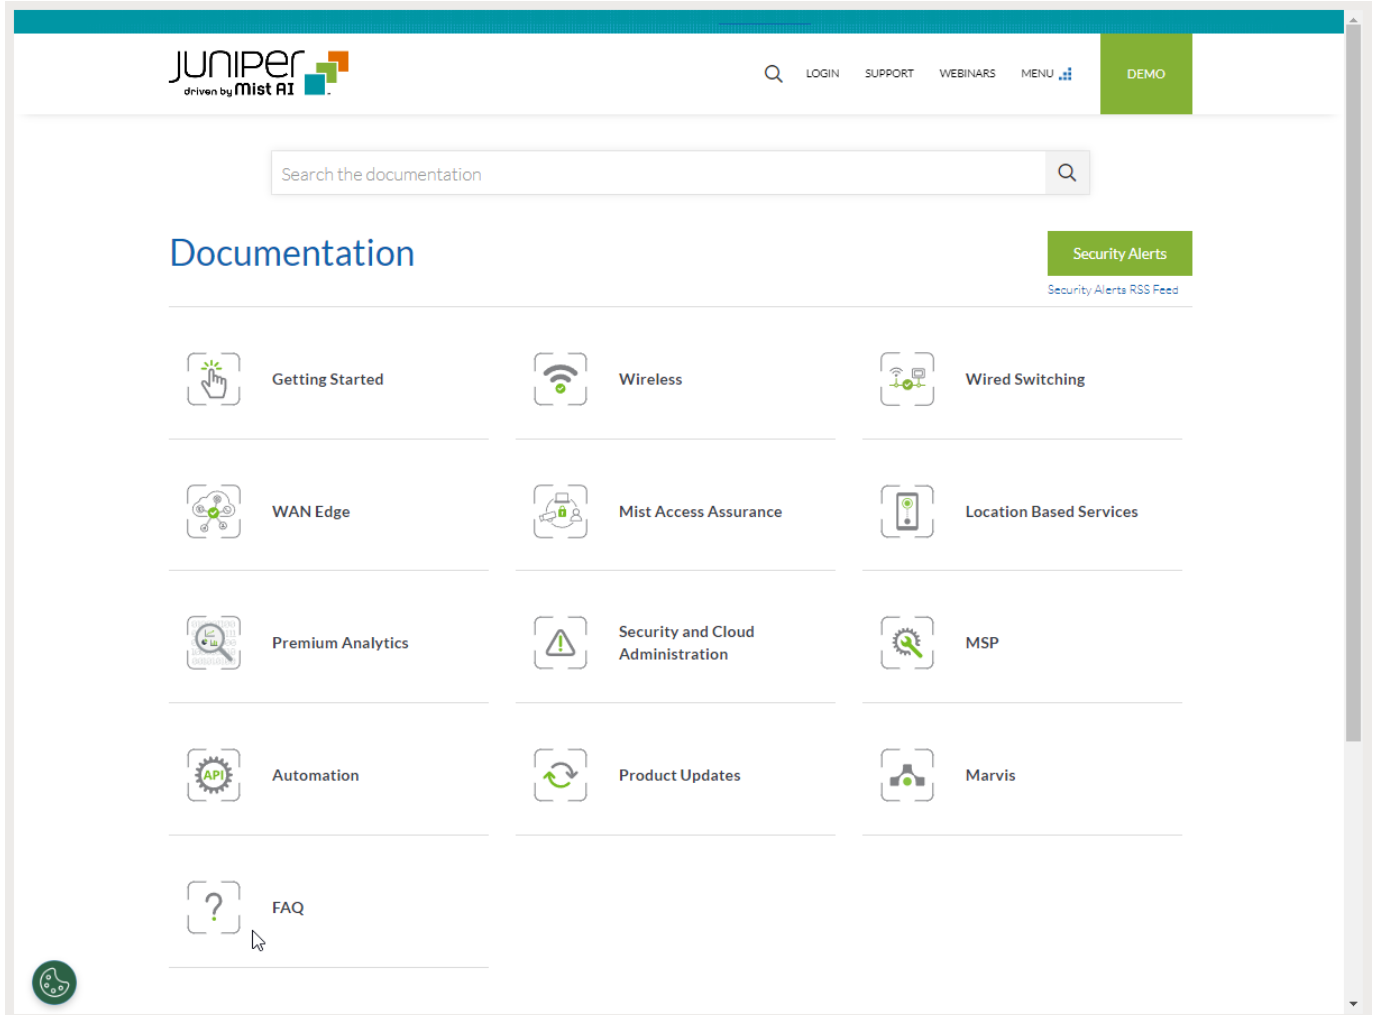 JUNIPEr
driven by Mist AI
LOGIN
SUPPORT
WEBINARS
MENU
DEMO
Search the documentation
Documentation
Security Alerts
Security Alerts RSS Feed
Getting Started
Wireless
Wired Switching
WAN Edge
Mist Access Assurance
Location Based Services
Premium Analytics
Security and Cloud
Administration
MSP
API
Automation
Product Updates
Marvis
?
FAQ